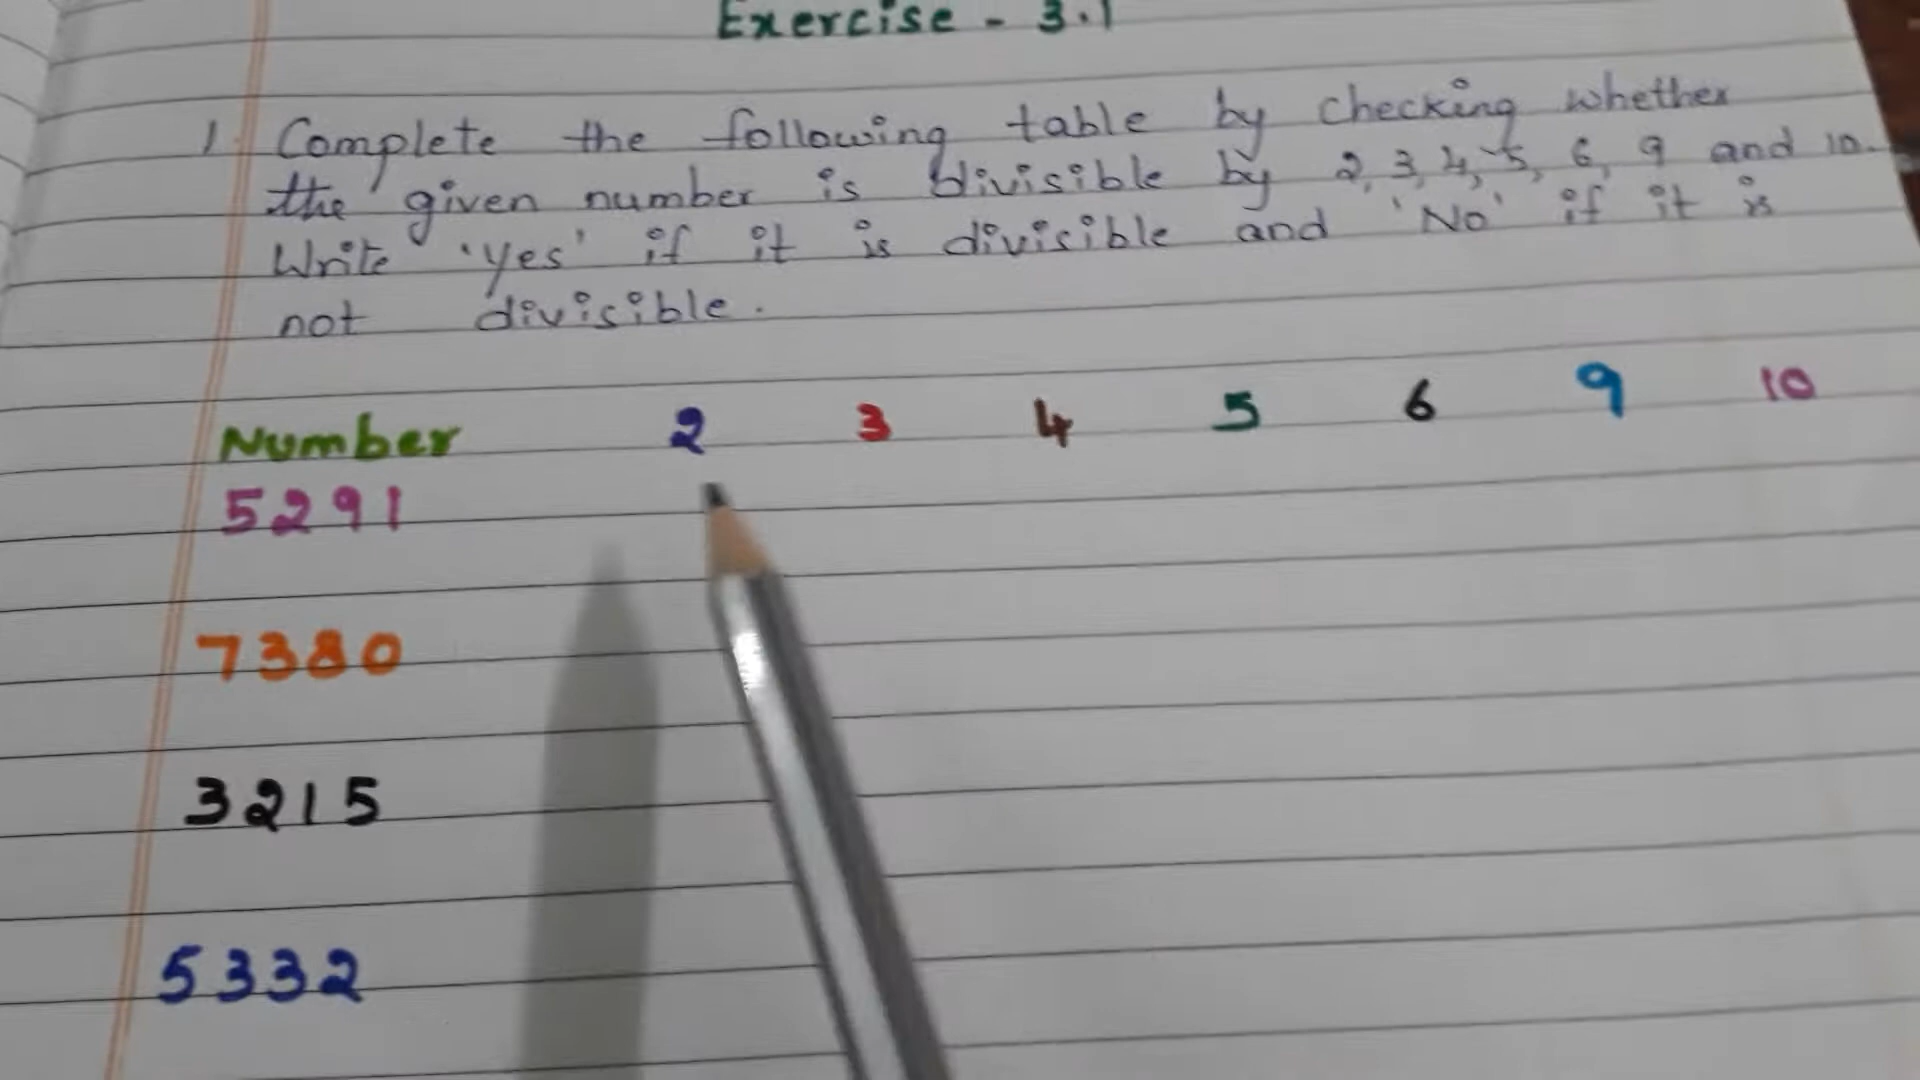 Exercise - 3.1
1. Complete the following table by checking whether
the given number is divisible by 2, 3, 4, 5, 6, 9 and 10.
Write 'yes' if it is divisible and 'No' if it is
not divisible.
Number 2 3 4 5 6 9 10
5291
7380
3215
5332